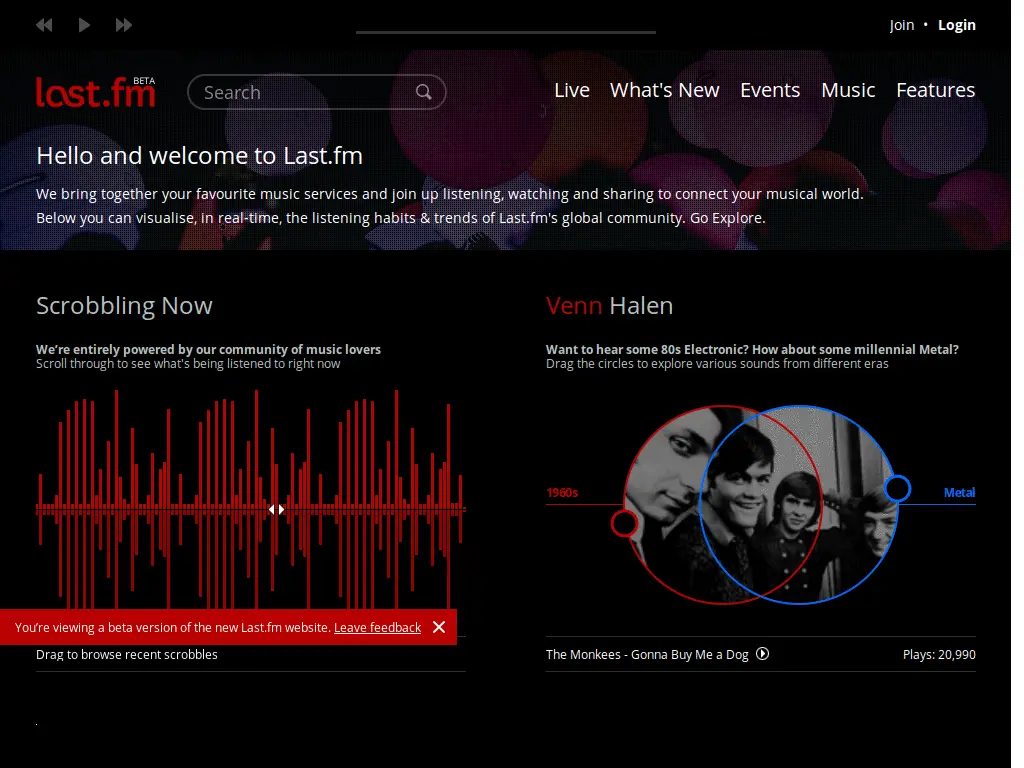 Join • Login
last.fm BETA
Search
Live What's New Events Music Features
Hello and welcome to Last.fm
We bring together your favourite music services and join up listening, watching and sharing to connect your musical world.
Below you can visualise, in real-time, the listening habits & trends of Last.fm's global community. Go Explore.
Scrobbling Now
We're entirely powered by our community of music lovers
Scroll through to see what's being listened to right now
Venn Halen
Want to hear some 80s Electronic? How about some millennial Metal?
Drag the circles to explore various sounds from different eras
1960s
Metal
You're viewing a beta version of the new Last.fm website. Leave feedback
Drag to browse recent scrobbles
The Monkees - Gonna Buy Me a Dog
Plays: 20,990